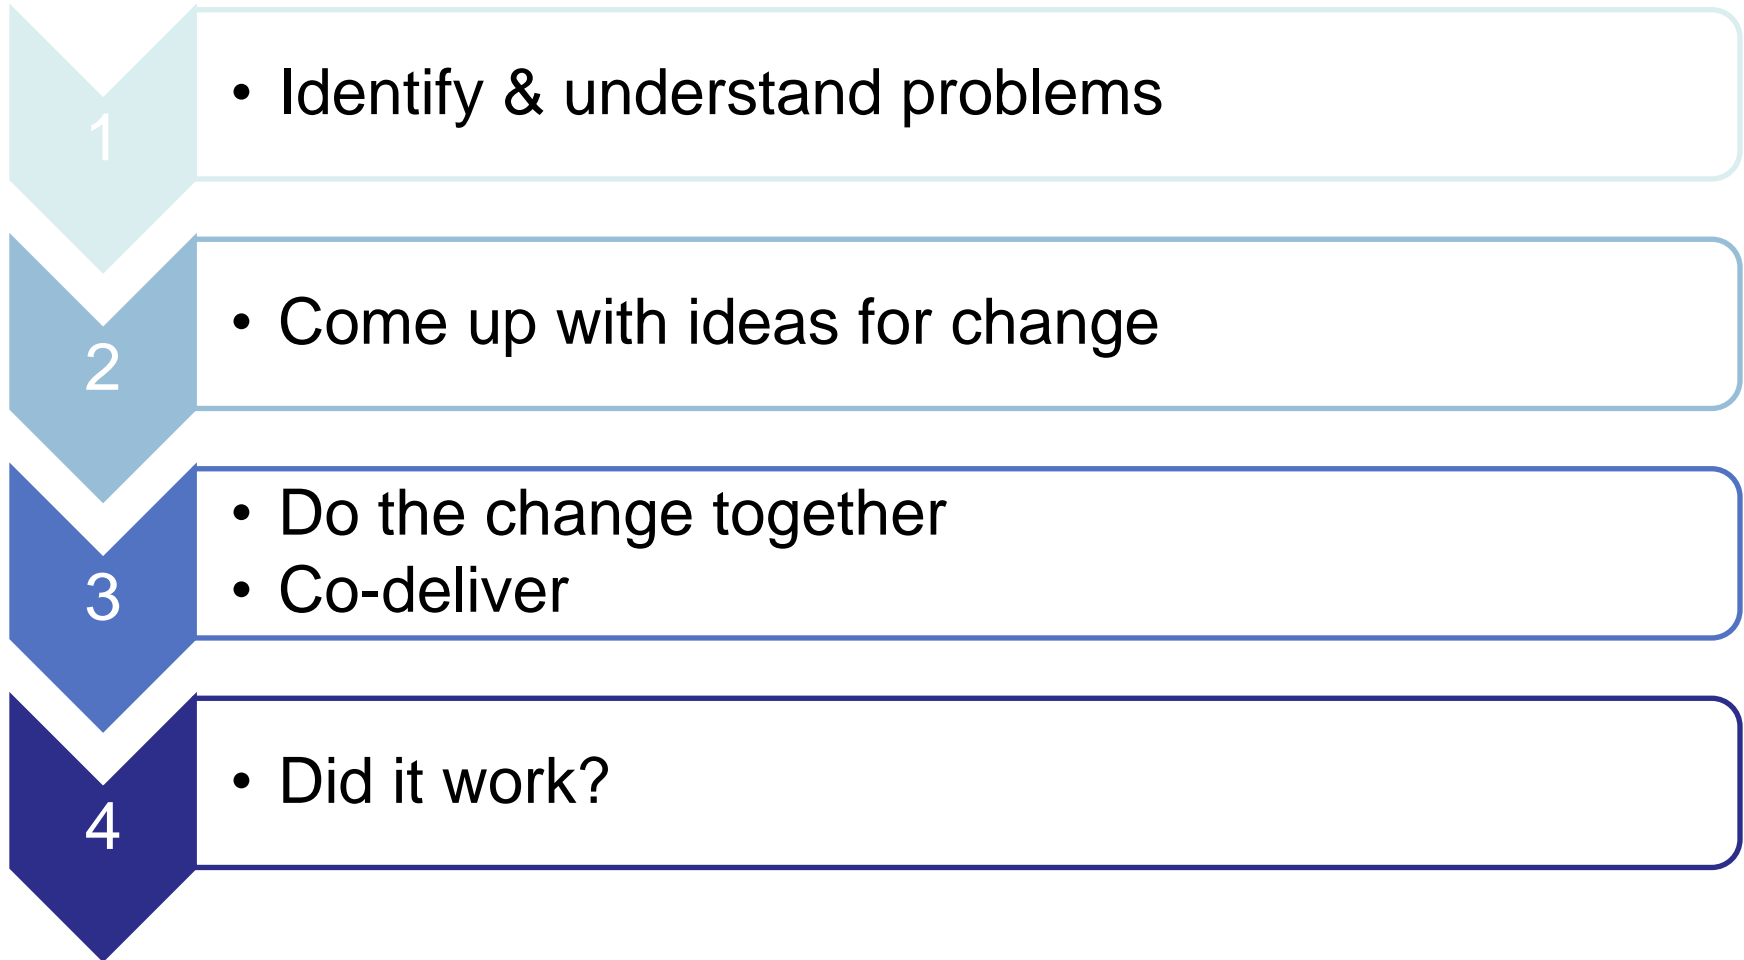 1
• Identify & understand problems
2
• Come up with ideas for change
3
• Do the change together
• Co-deliver
4
• Did it work?